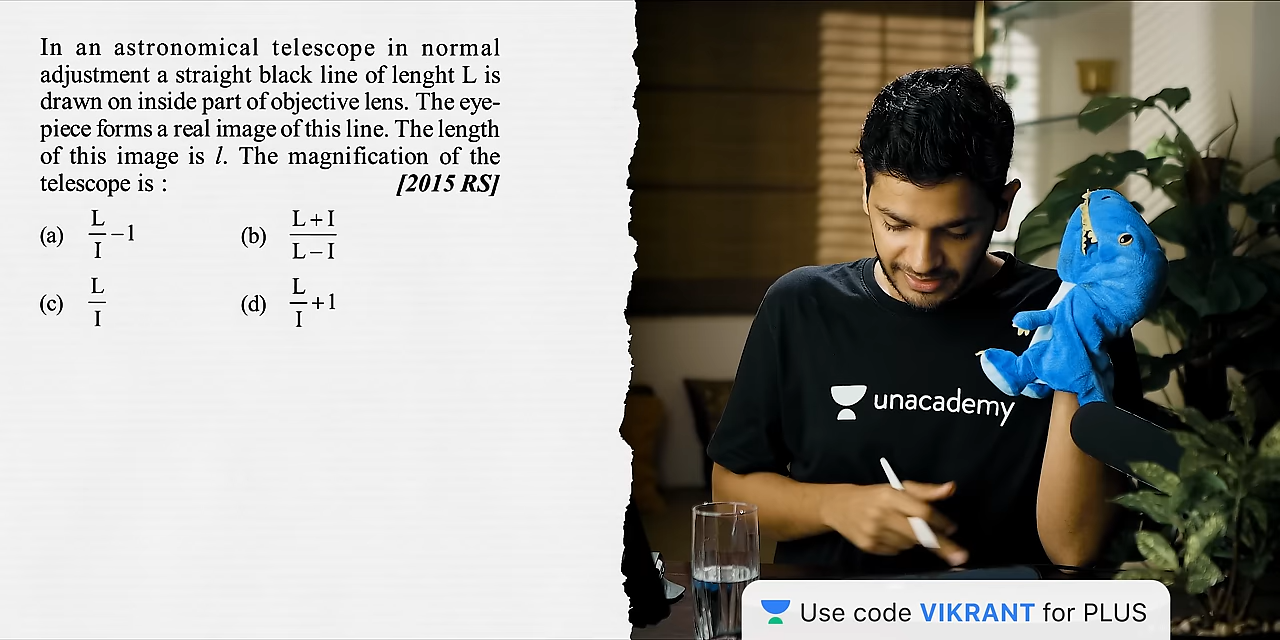 In an astronomical telescope in normal
adjustment a straight black line of lenght L is
drawn on inside part of objective lens. The eye-
piece forms a real image of this line. The length
of this image is l. The magnification of the
telescope is : [2015 RS]
(a) L/I −1 (b) L+I/L−I
(c) L/I (d) L/I +1
unacademy
Use code VIKRANT for PLUS